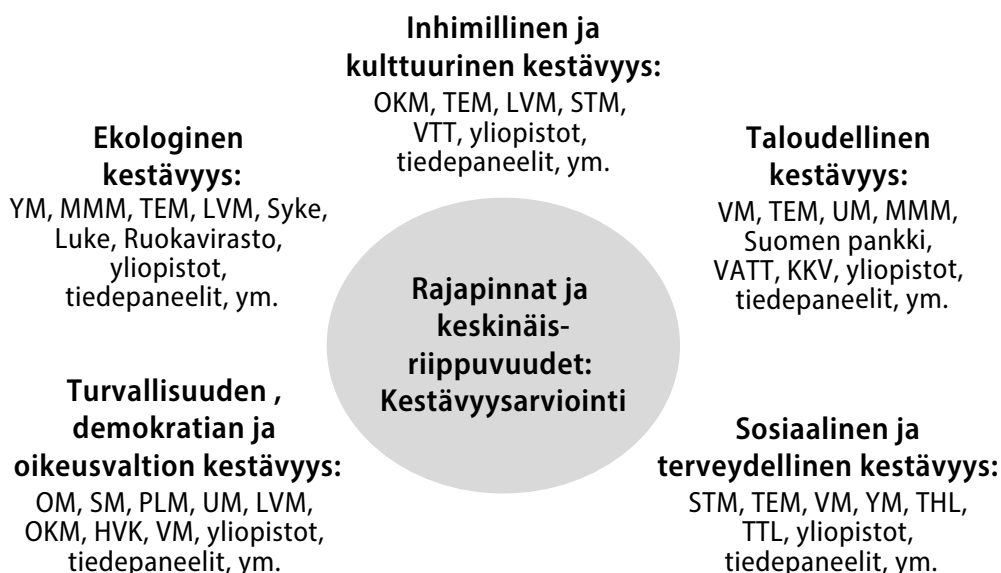 Inhimillinen ja
kulttuurinen kestävyys:
OKM, TEM, LVM, STM,
VTT, yliopistot,
tiedepaneelit, ym.
Ekologinen
kestävyys:
YM, MMM, TEM, LVM, Syke,
Luke, Ruokavirasto,
yliopistot,
tiedepaneelit, ym.
Taloudellinen
kestävyys:
VM, TEM, UM, MMM,
Suomen pankki,
VATT, KKV, yliopistot,
tiedepaneelit, ym.
Rajapinnat ja
keskinäis-
riippuvuudet:
Kestävyysarviointi
Turvallisuuden ,
demokratian ja
oikeusvaltion kestävyys:
OM, SM, PLM, UM, LVM,
OKM, HVK, VM, yliopistot,
tiedepaneelit, ym.
Sosiaalinen ja
terveydellinen kestävyys:
STM, TEM, VM, YM, THL,
TTL, yliopistot,
tiedepaneelit, ym.